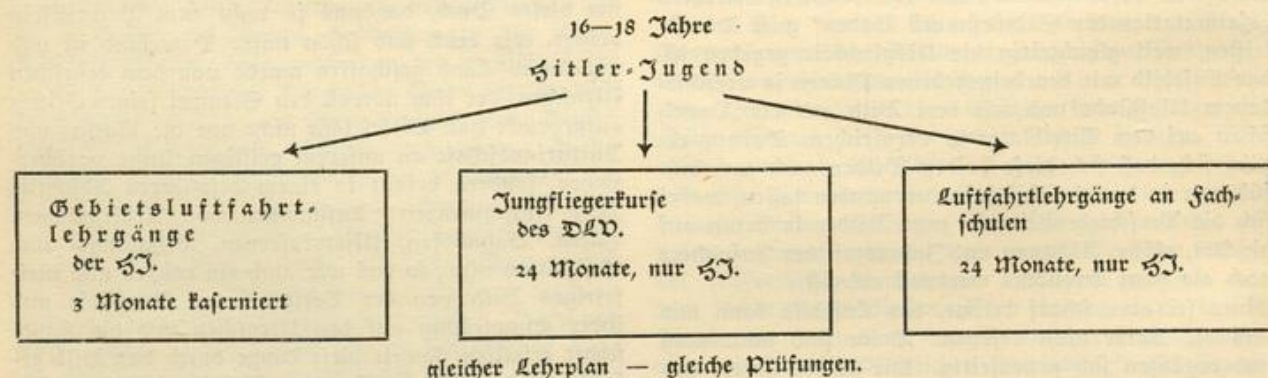 16—18 Jahre
Hitler-Jugend
Gebietsluftfahrt-
lehrgänge
der HJ.
3 Monate kaserniert
Jungfliegerkurse
des DLV.
24 Monate, nur HJ.
Luftfahrtlehrgänge an Fach-
schulen
24 Monate, nur HJ.
gleicher Lehrplan — gleiche Prüfungen.